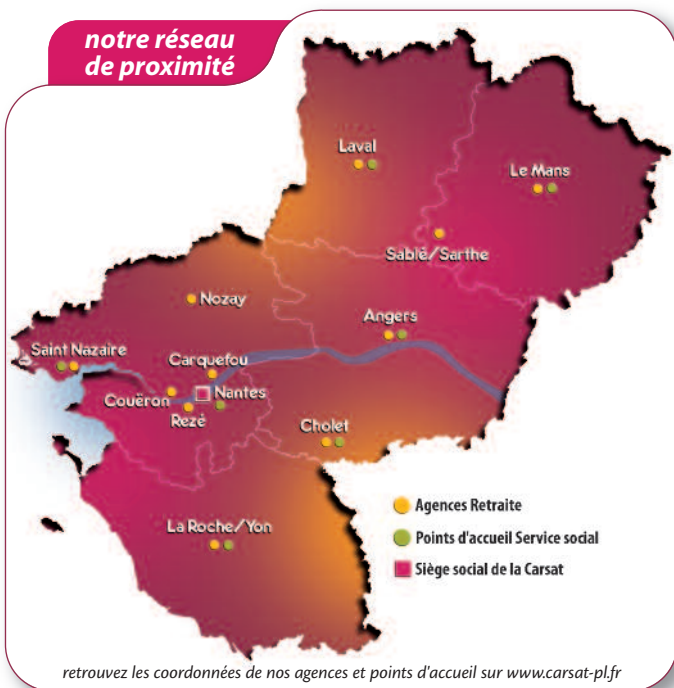 notre réseau
de proximité
Laval
Le Mans
Sablé/Sarthe
Nozay
Angers
Saint Nazaire
Carquefou
Couëron
Nantes
Rezé
Cholet
La Roche/Yon
Agences Retraite
Points d'accueil Service social
Siège social de la Carsat
retrouvez les coordonnées de nos agences et points d'accueil sur www.carsat-pl.fr